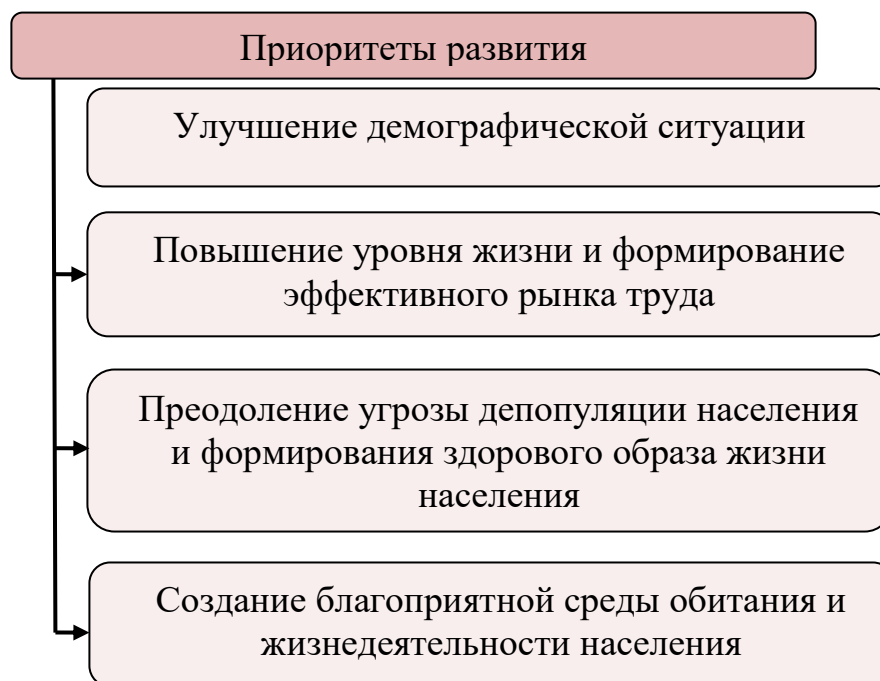 Приоритеты развития
Улучшение демографической ситуации
Повышение уровня жизни и формирование
эффективного рынка труда
Преодоление угрозы депопуляции населения
и формирования здорового образа жизни
населения
Создание благоприятной среды обитания и
жизнедеятельности населения